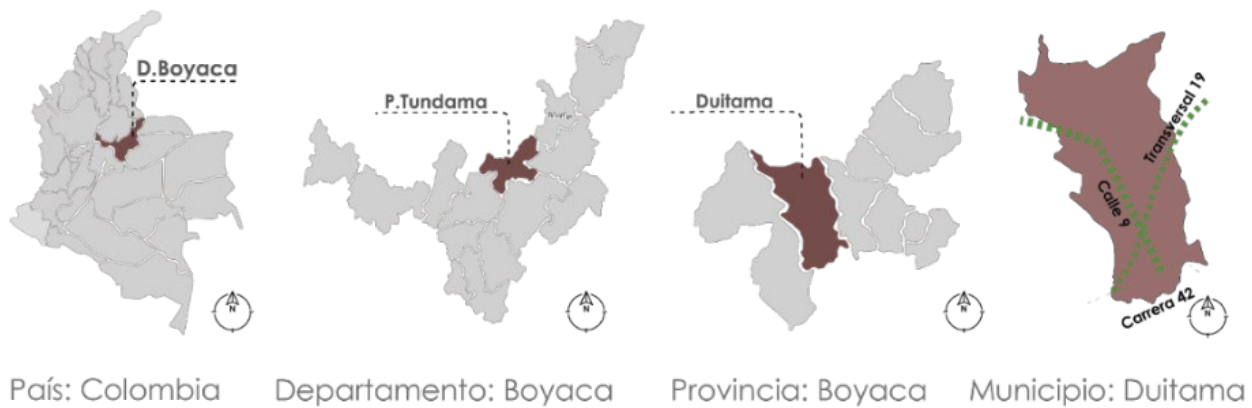 D.Boyaca
P.Tundama
Duitama
Transversal 19
Calle 9
Carrera 42
N
N
N
N
País: Colombia
Departamento: Boyaca
Provincia: Boyaca
Municipio: Duitama